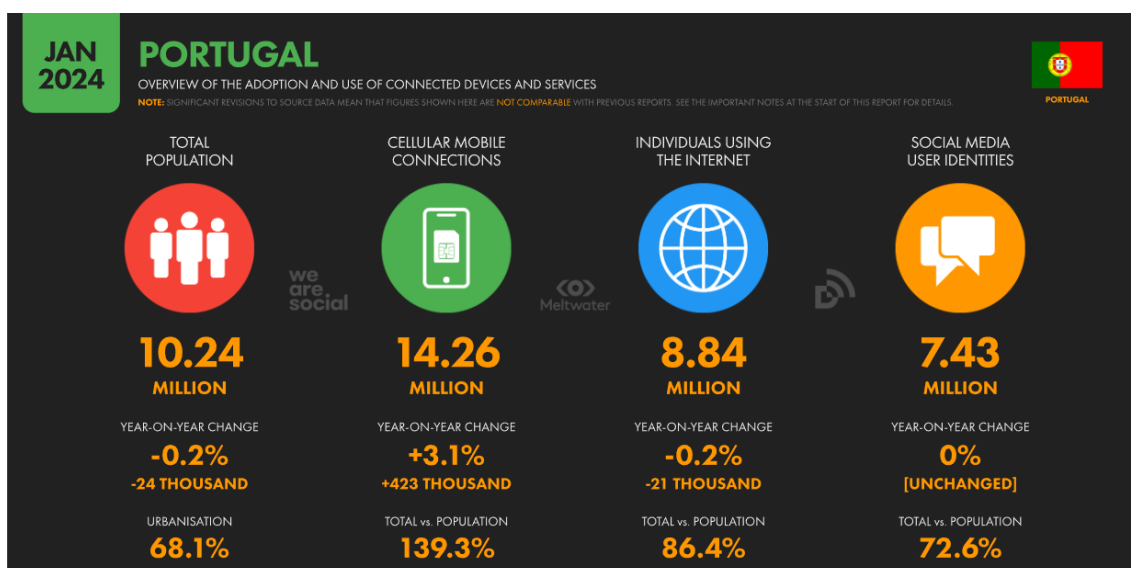 JAN
2024
PORTUGAL
OVERVIEW OF THE ADOPTION AND USE OF CONNECTED DEVICES AND SERVICES
NOTE: SIGNIFICANT REVISIONS TO SOURCE DATA MEAN THAT FIGURES SHOWN HERE ARE NOT COMPARABLE WITH PREVIOUS REPORTS. SEE THE IMPORTANT NOTES AT THE START OF THIS REPORT FOR DETAILS.
PORTUGAL
TOTAL
POPULATION
CELLULAR MOBILE
CONNECTIONS
INDIVIDUALS USING
THE INTERNET
SOCIAL MEDIA
USER IDENTITIES
we
are.
social
Meltwater
10.24
MILLION
14.26
MILLION
8.84
MILLION
7.43
MILLION
YEAR-ON-YEAR CHANGE
-0.2%
-24 THOUSAND
YEAR-ON-YEAR CHANGE
+3.1%
+423 THOUSAND
YEAR-ON-YEAR CHANGE
-0.2%
-21 THOUSAND
YEAR-ON-YEAR CHANGE
0%
[UNCHANGED]
URBANISATION
68.1%
TOTAL vs. POPULATION
139.3%
TOTAL vs. POPULATION
86.4%
TOTAL vs. POPULATION
72.6%